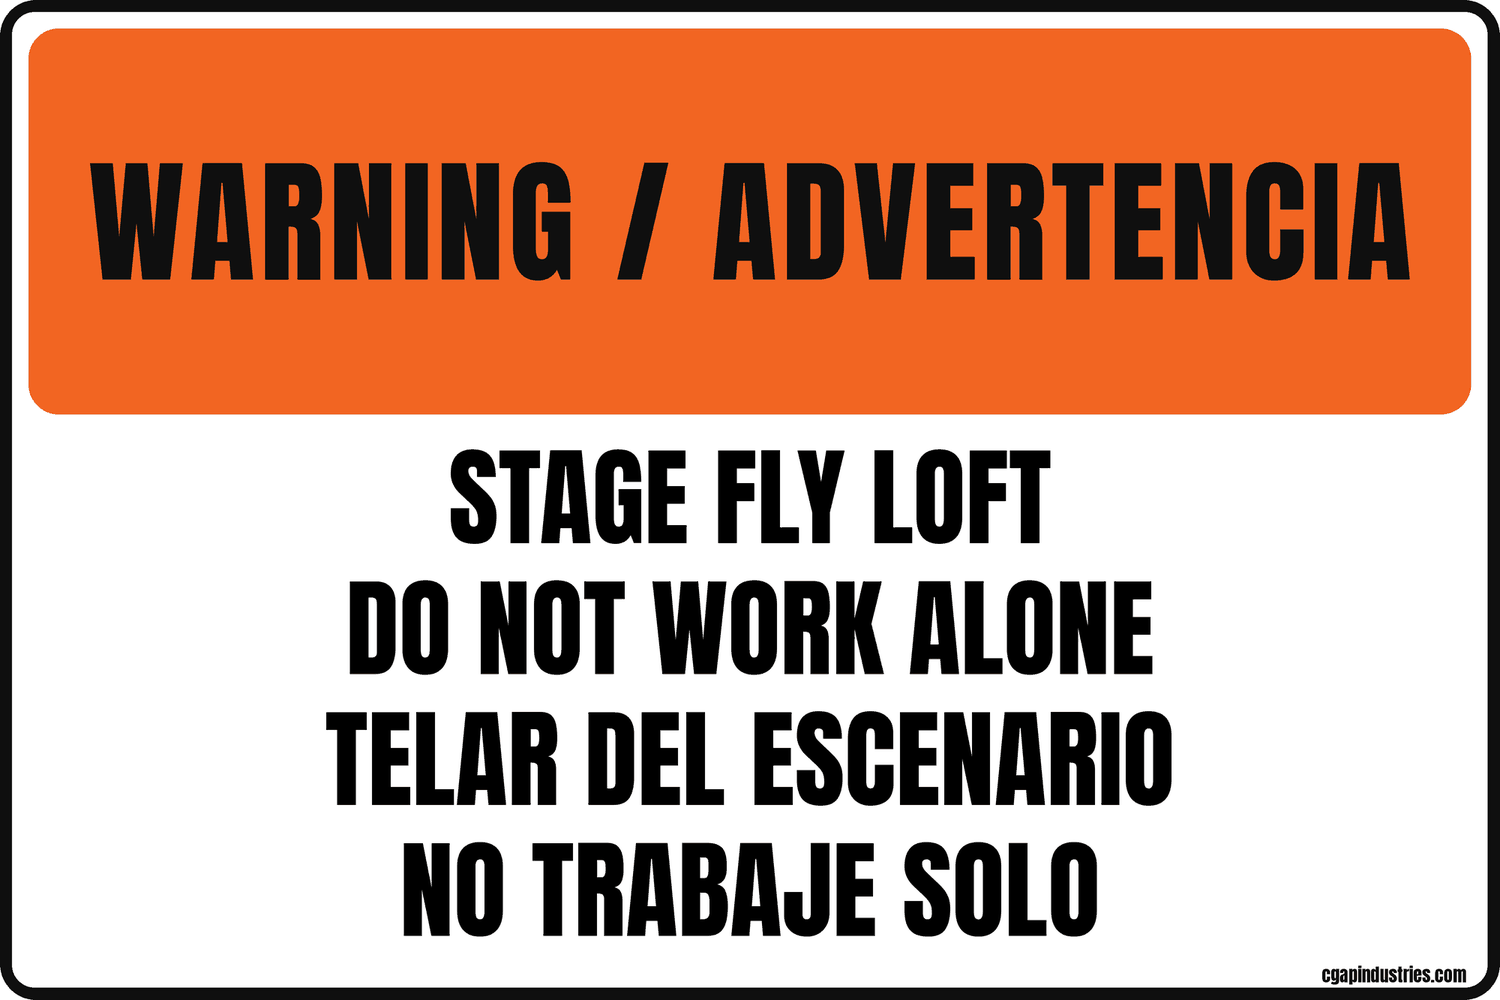 WARNING / ADVERTENCIA
STAGE FLY LOFT
DO NOT WORK ALONE
TELAR DEL ESCENARIO
NO TRABAJE SOLO
cgapindustries.com